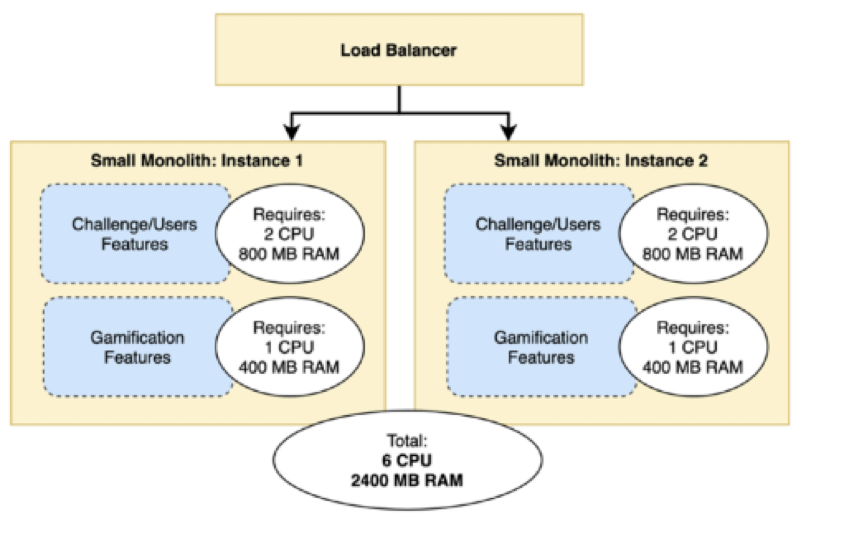 Load Balancer
Small Monolith: Instance 1
Challenge/Users
Features
Requires:
2 CPU
800 MB RAM
Gamification
Features
Requires:
1 CPU
400 MB RAM
Small Monolith: Instance 2
Challenge/Users
Features
Requires:
2 CPU
800 MB RAM
Gamification
Features
Requires:
1 CPU
400 MB RAM
Total:
6 CPU
2400 MB RAM